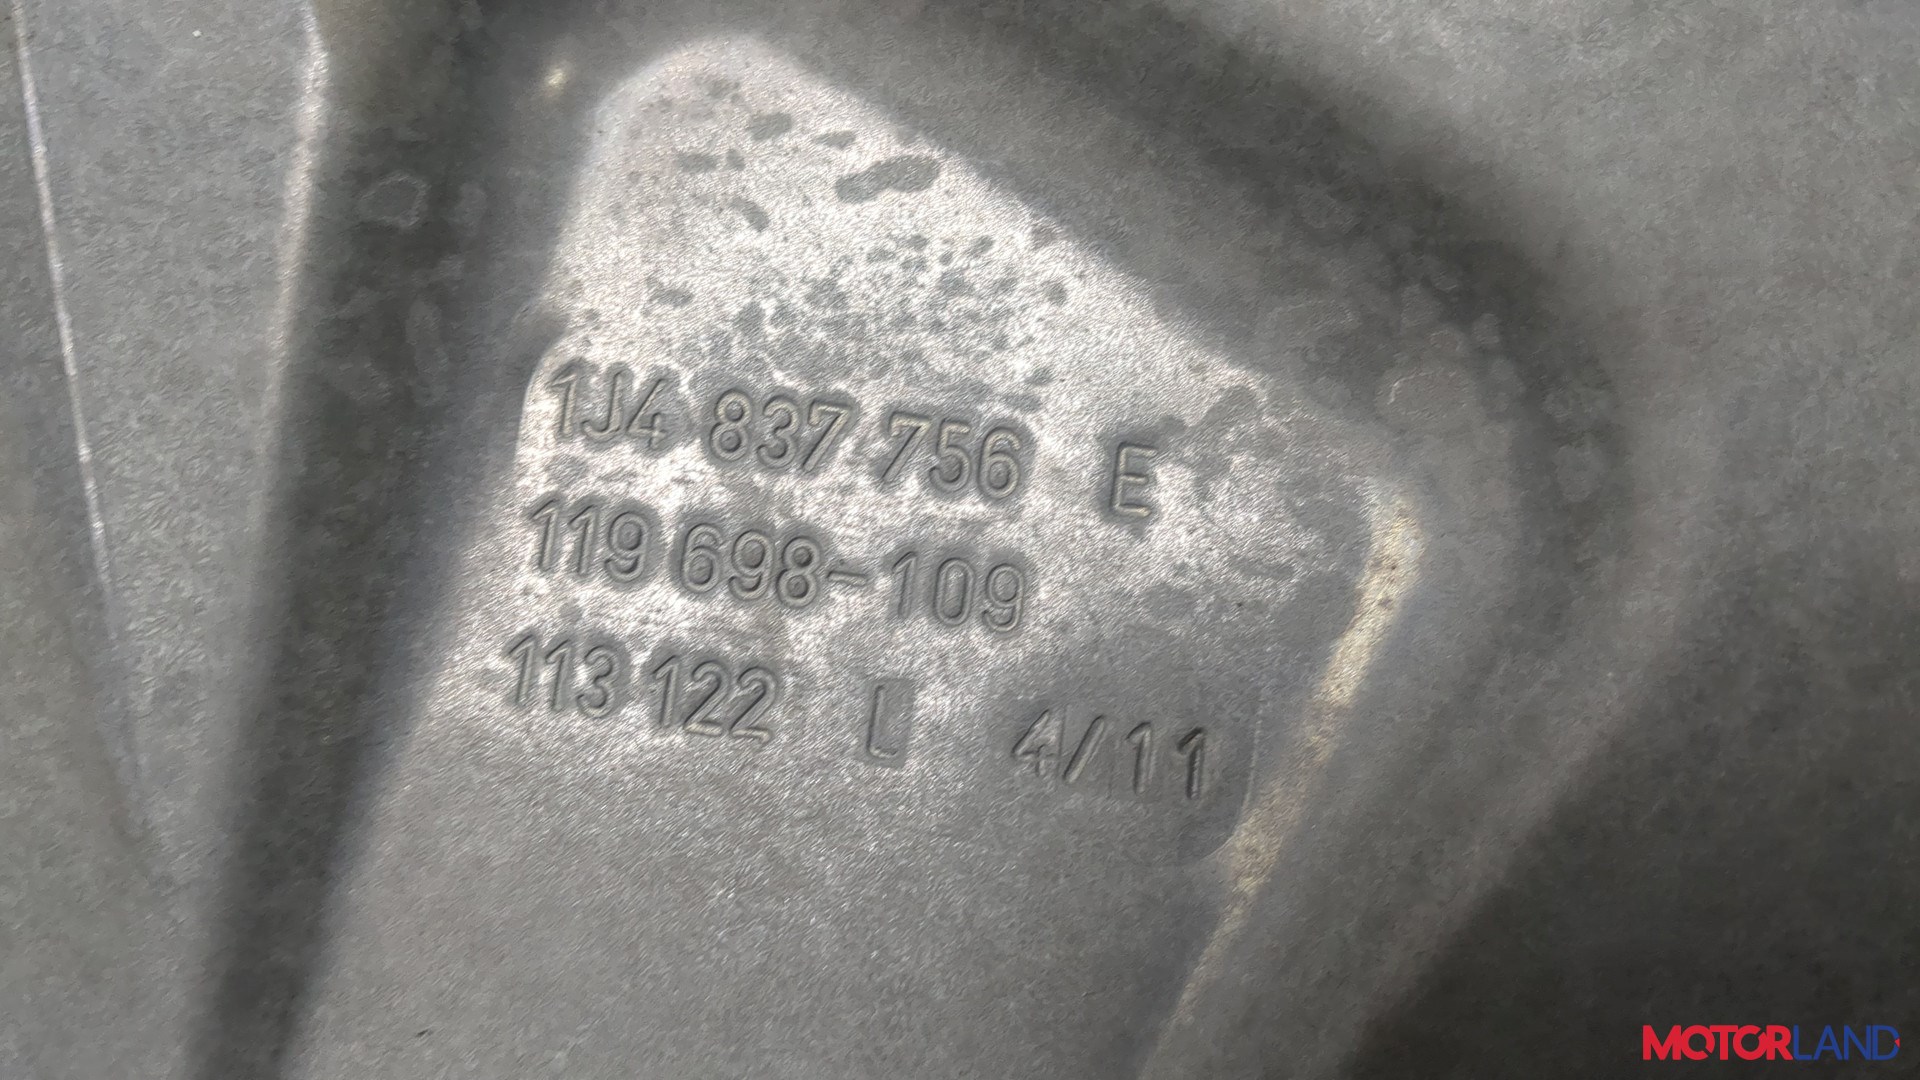 1J4 837 756 E
119 698-109
113 122 L 4/11
MOTORLAND